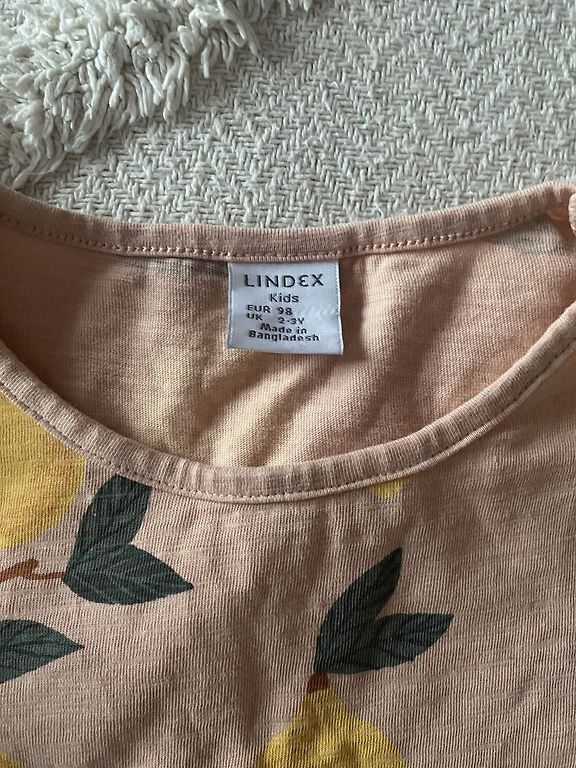 LINDEX
Kids
EUR 98
UK 2-3Y
Made in
Bangladesh